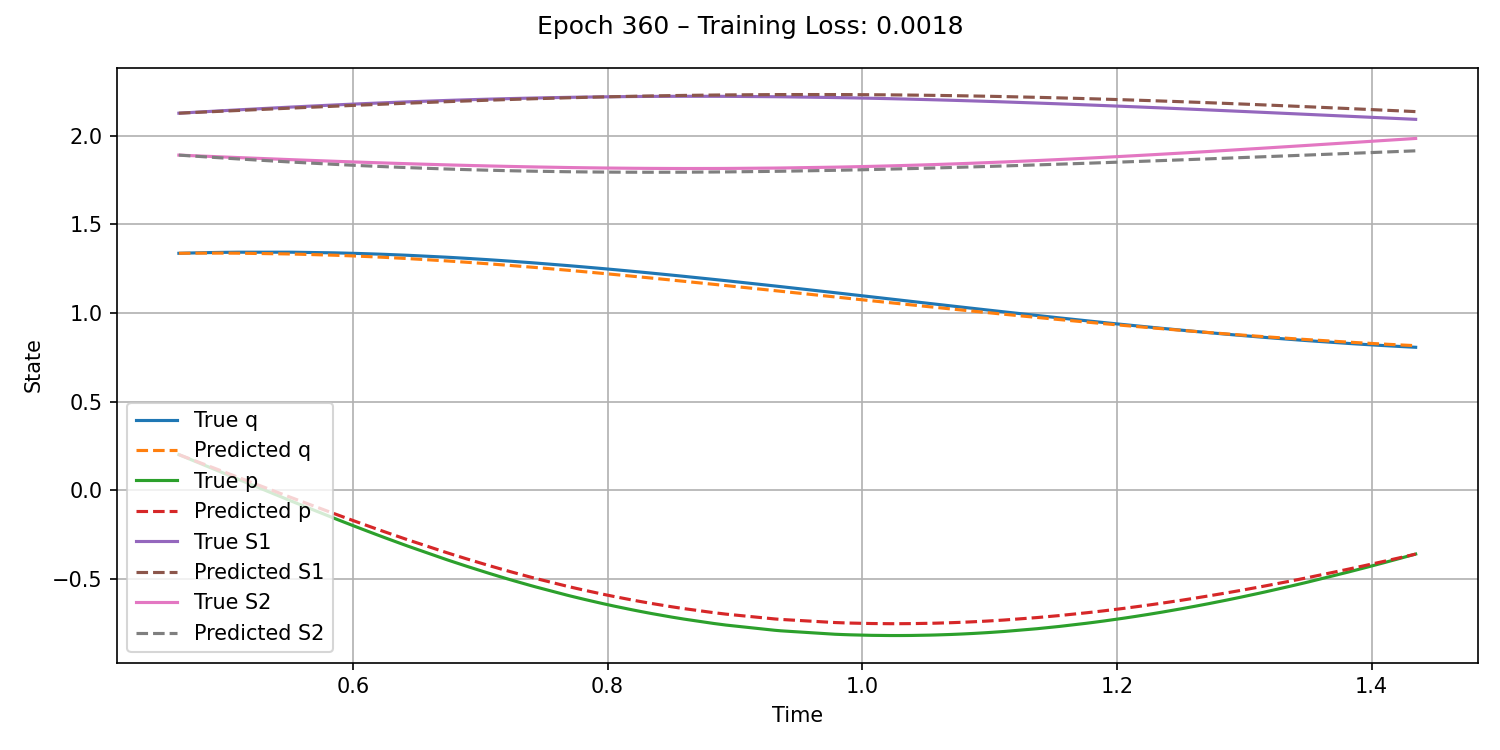 Epoch 360 – Training Loss: 0.0018
State
2.0
1.5
1.0
0.5
0.0
−0.5
True q
Predicted q
True p
Predicted p
True S1
Predicted S1
True S2
Predicted S2
0.6 0.8 1.0 1.2 1.4
Time